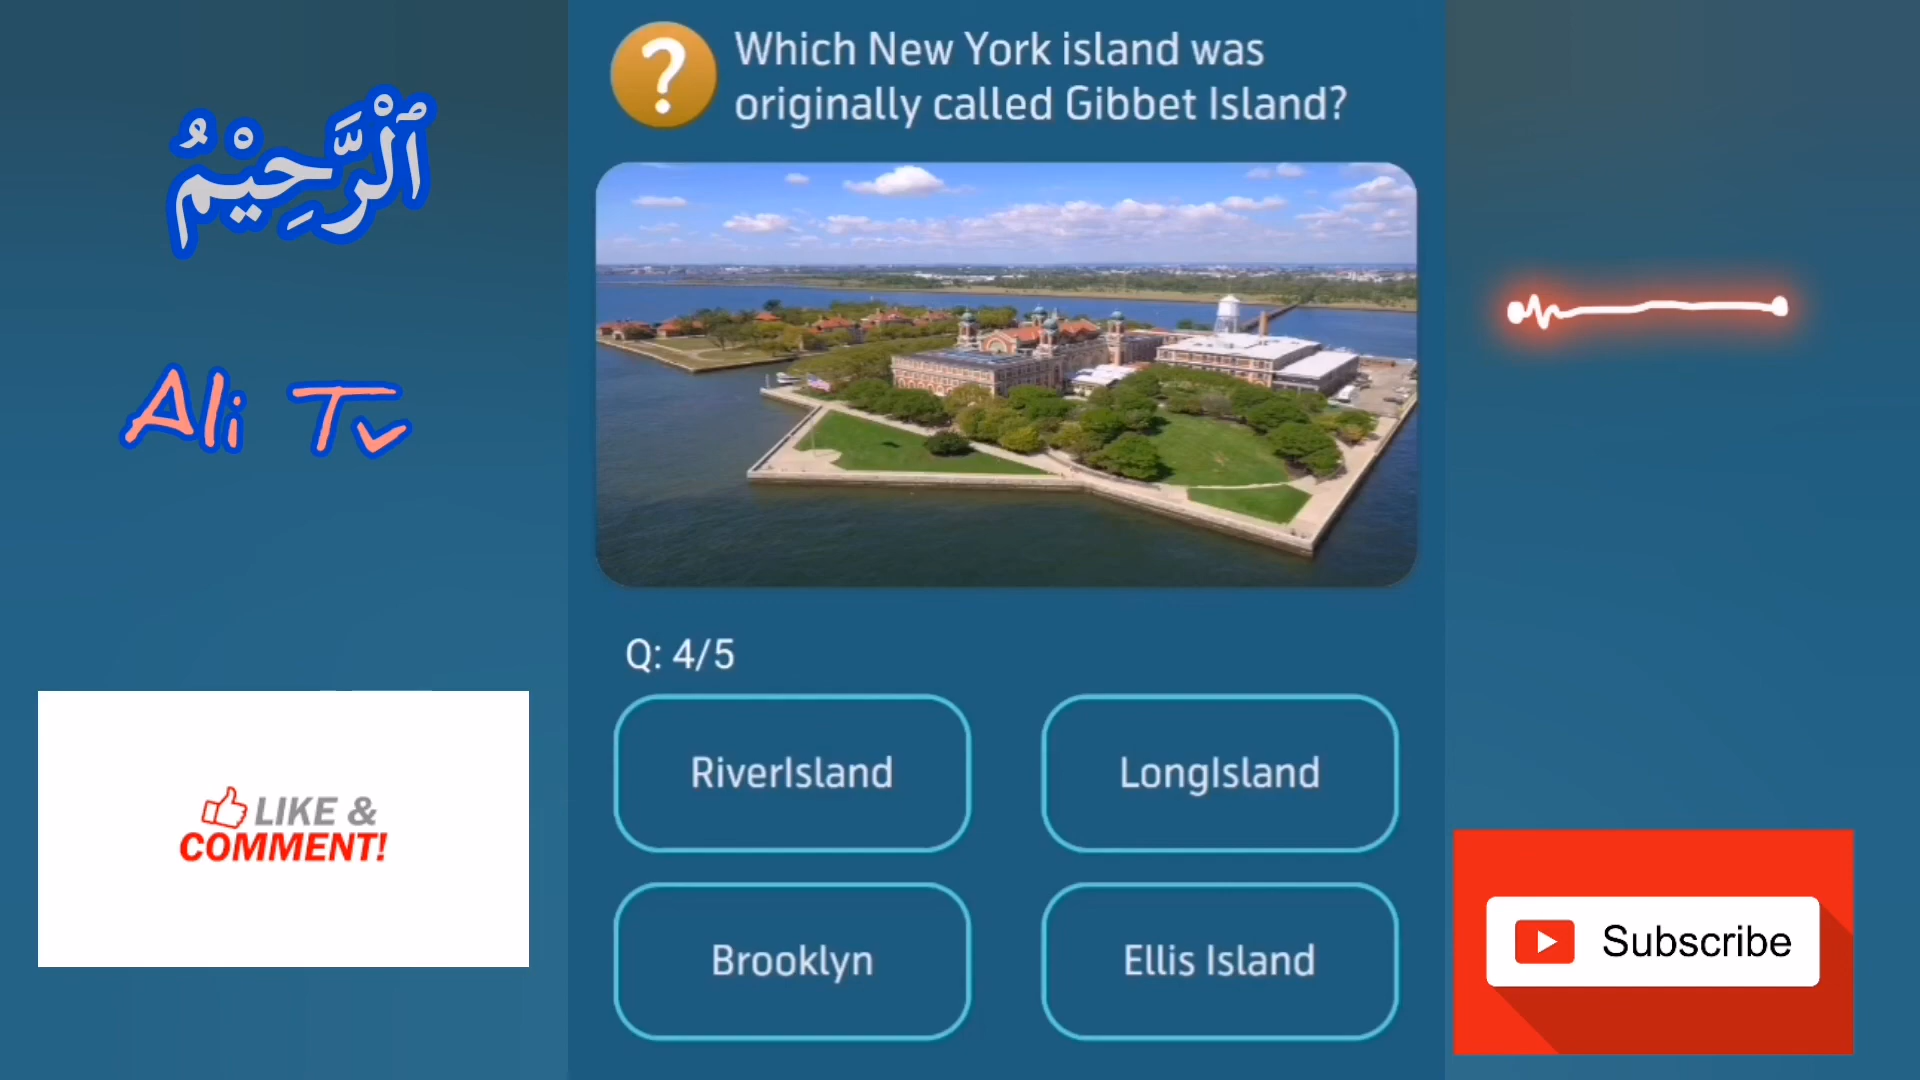 ٱلْرَّحِيْمُ
Ali Tv
LIKE &
COMMENT!
?
Which New York island was
originally called Gibbet Island?
Q: 4/5
RiverIsland
LongIsland
Brooklyn
Ellis Island
Subscribe